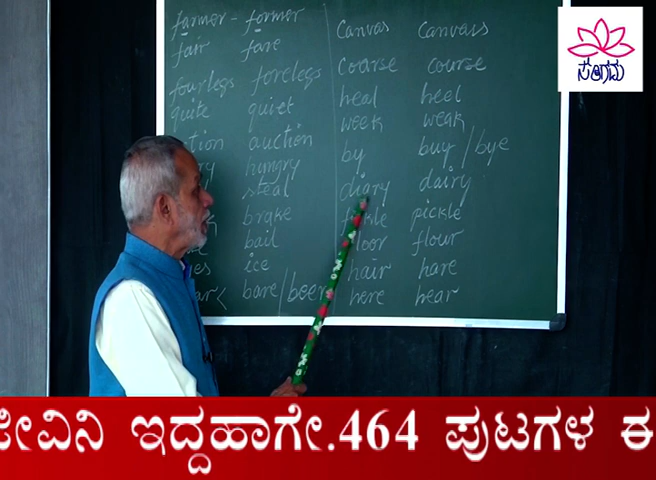 farmer - former Canvas Canvass
fair fare
coarse course
fourlegs forelegs
quite quiet heal heel
week weak
auction by buy/bye
hungry
steal diary dairy
brake pickle
bail floor flour
ice hair hare
bare/beer here hear
ಸಪ್ನ
ಜೀವಿನಿ ಇದ್ದಹಾಗೇ.464 ಪುಟಗಳ ಈ